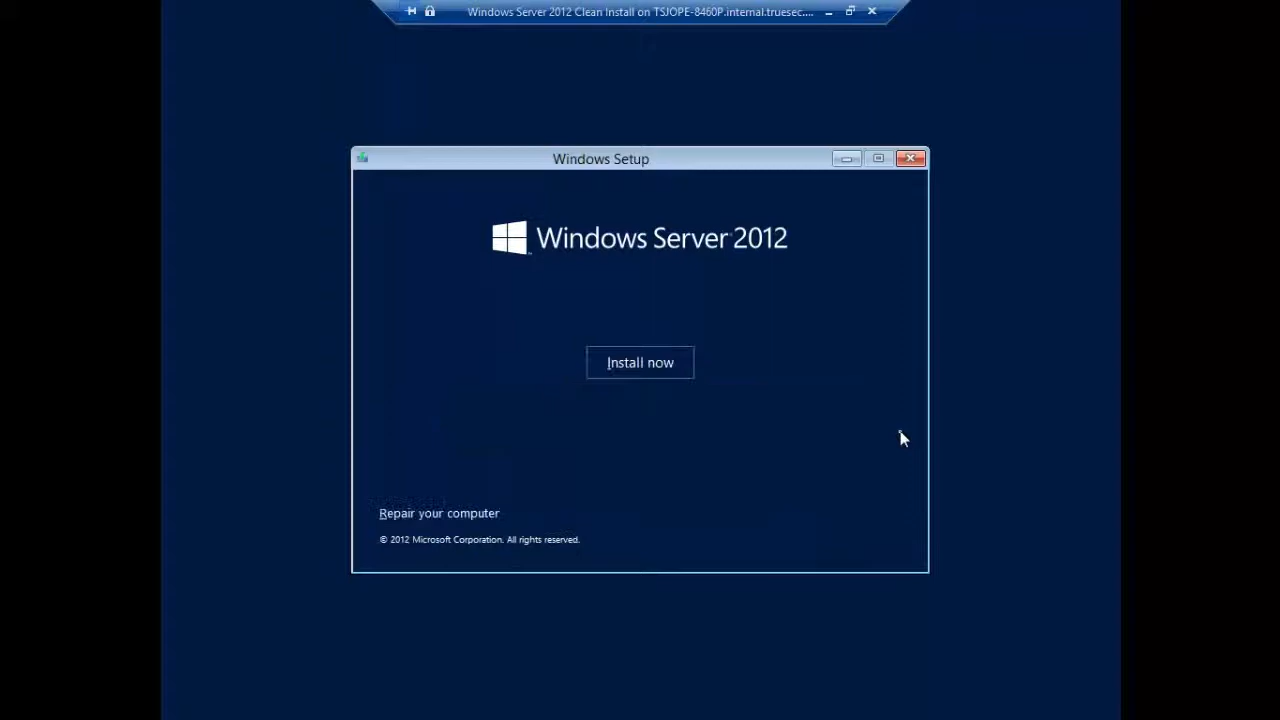 Windows Server 2012 Clean Install on TSJOPE-8460P.internal.truesec....
Windows Setup
Windows Server 2012
Install now
Repair your computer
© 2012 Microsoft Corporation. All rights reserved.